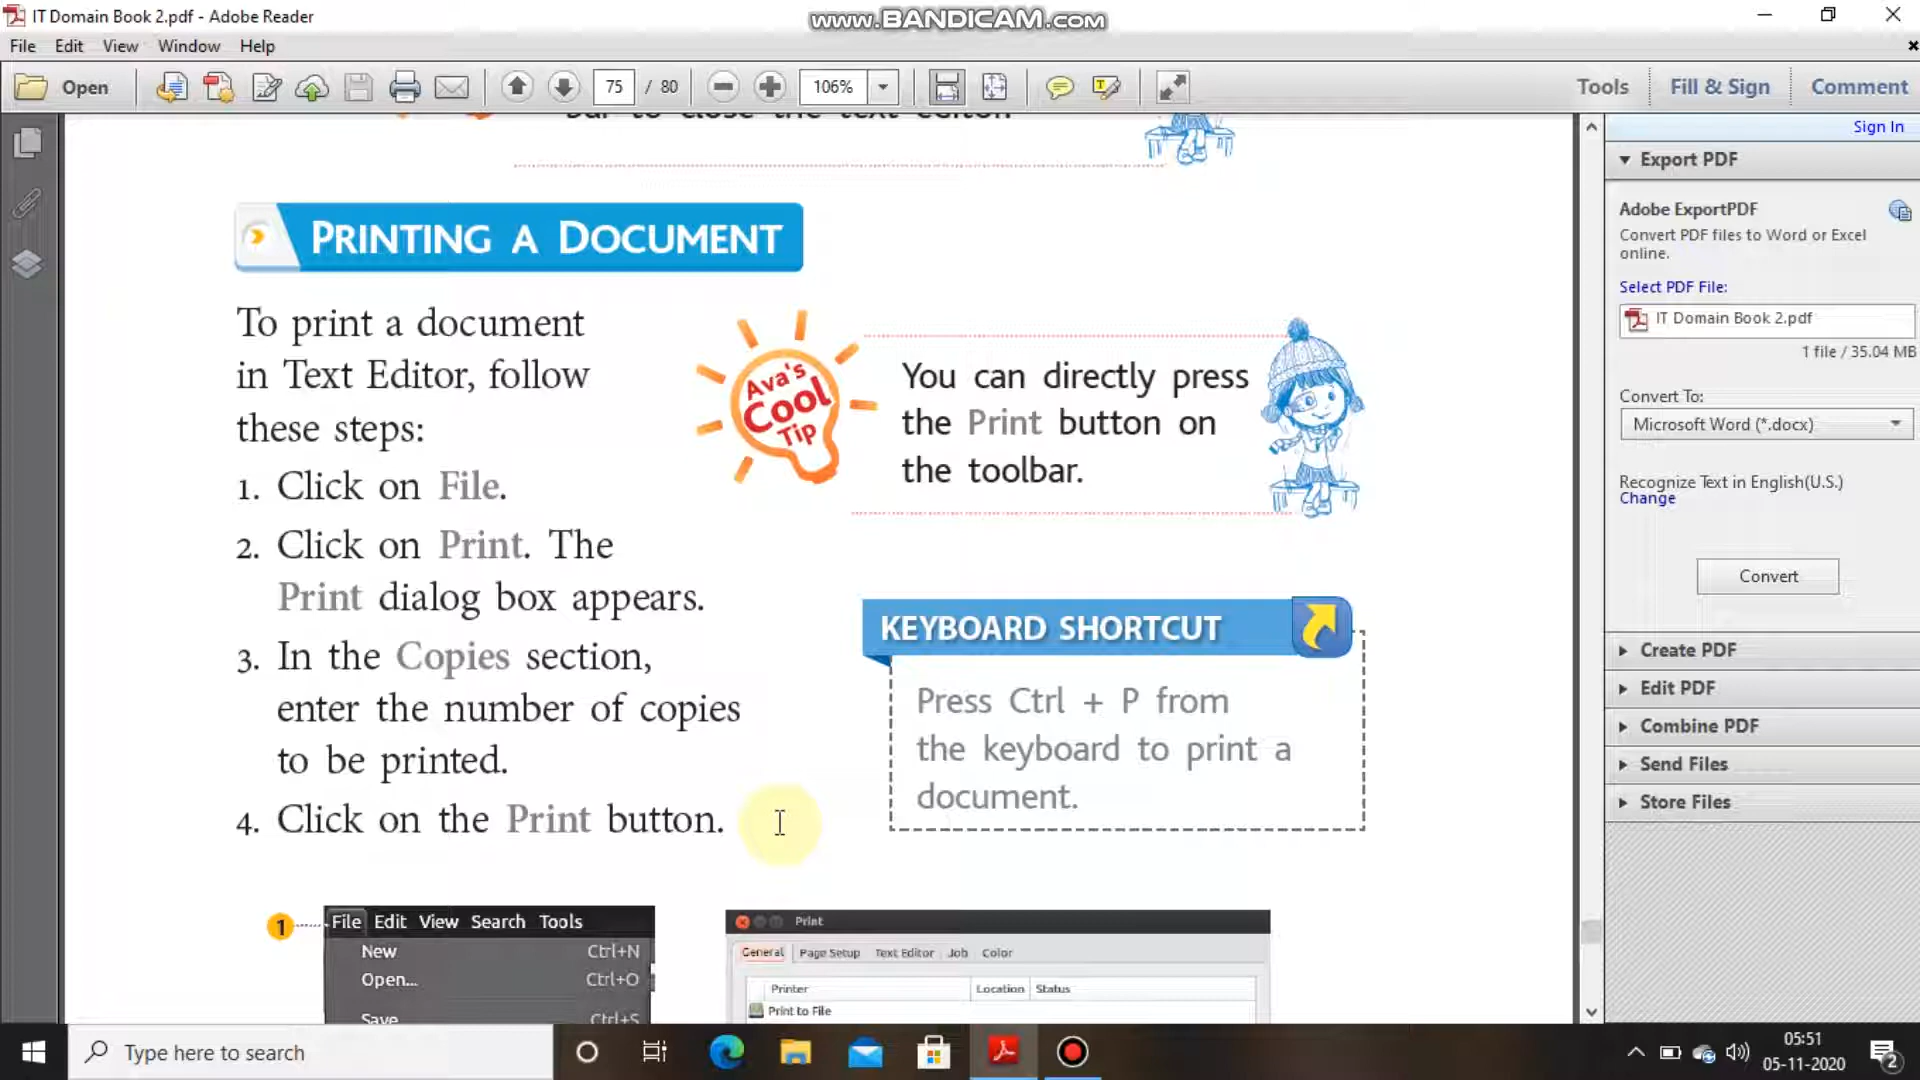 IT Domain Book 2.pdf - Adobe Reader
www.BANDICAM.com
File Edit View Window Help
Open
75 / 80
106%
Tools Fill & Sign Comment
Sign In
Bar to close the text editor.
PRINTING A DOCUMENT
To print a document
in Text Editor, follow
these steps:
1. Click on File.
2. Click on Print. The
Print dialog box appears.
3. In the Copies section,
enter the number of copies
to be printed.
4. Click on the Print button.
Ava's
Cool
Tip
You can directly press
the Print button on
the toolbar.
KEYBOARD SHORTCUT
Press Ctrl + P from
the keyboard to print a
document.
1
File Edit View Search Tools
New Ctrl+N
Open... Ctrl+O
Save Ctrl+S
Print
General Page Setup Text Editor Job Color
Printer Location Status
Print to File
Export PDF
Adobe ExportPDF
Convert PDF files to Word or Excel
online.
Select PDF File:
IT Domain Book 2.pdf
1 file / 35.04 MB
Convert To:
Microsoft Word (*.docx)
Recognize Text in English(U.S.)
Change
Convert
Create PDF
Edit PDF
Combine PDF
Send Files
Store Files
Type here to search
05:51
05-11-2020
2